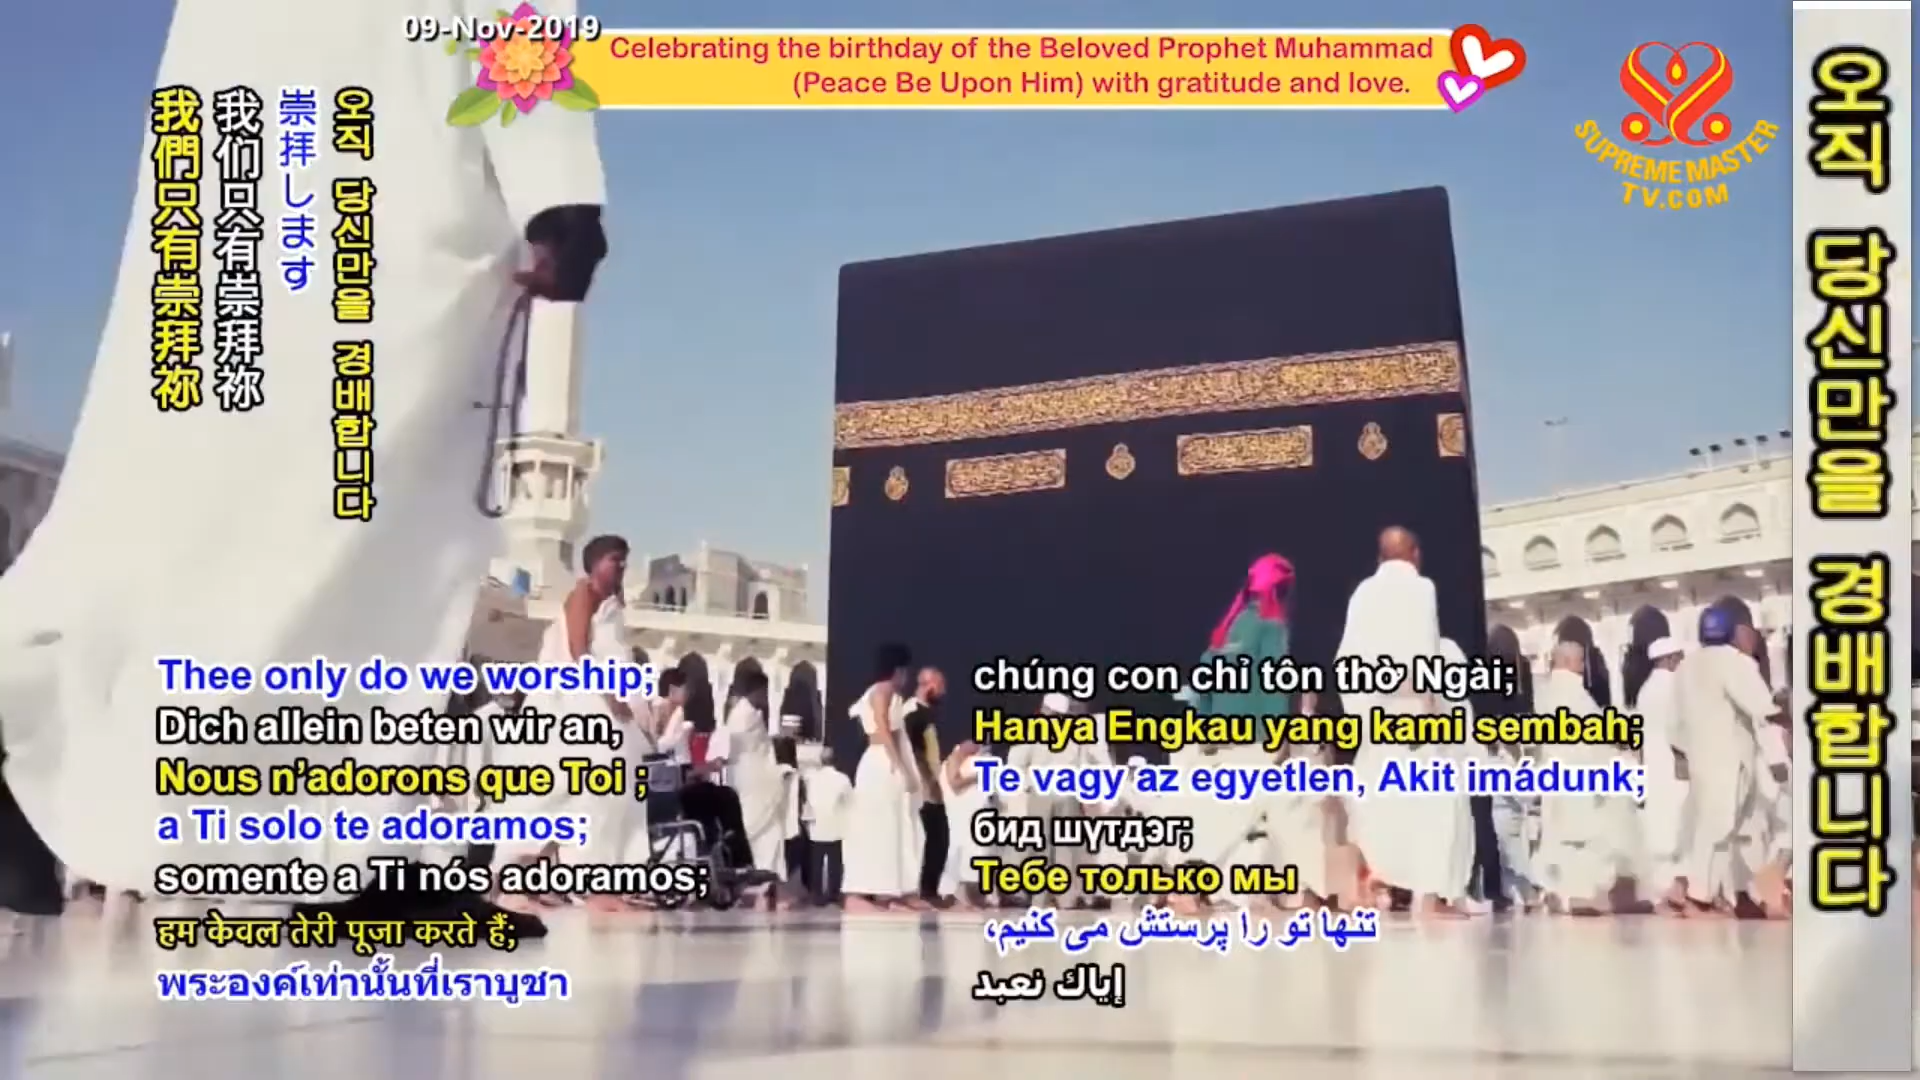 09-Nov-2019
Celebrating the birthday of the Beloved Prophet Muhammad
(Peace Be Upon Him) with gratitude and love.
SUPREME MASTER
TV.COM
오직 당신만을 경배합니다
崇拝します
我们只有崇拜祢
我們只有崇拜祢
오직 당신만을 경배합니다
Thee only do we worship;
Dich allein beten wir an,
Nous n’adorons que Toi ;
a Ti solo te adoramos;
somente a Ti nós adoramos;
हम केवल तेरी पूजा करते हैं;
พระองค์เท่านั้นที่เราบูชา
chúng con chỉ tôn thờ Ngài;
Hanya Engkau yang kami sembah;
Te vagy az egyetlen, Akit imádunk;
бид шүтдэг;
Тебе только мы
تنها تو را پرستش می کنیم،
إياك نعبد